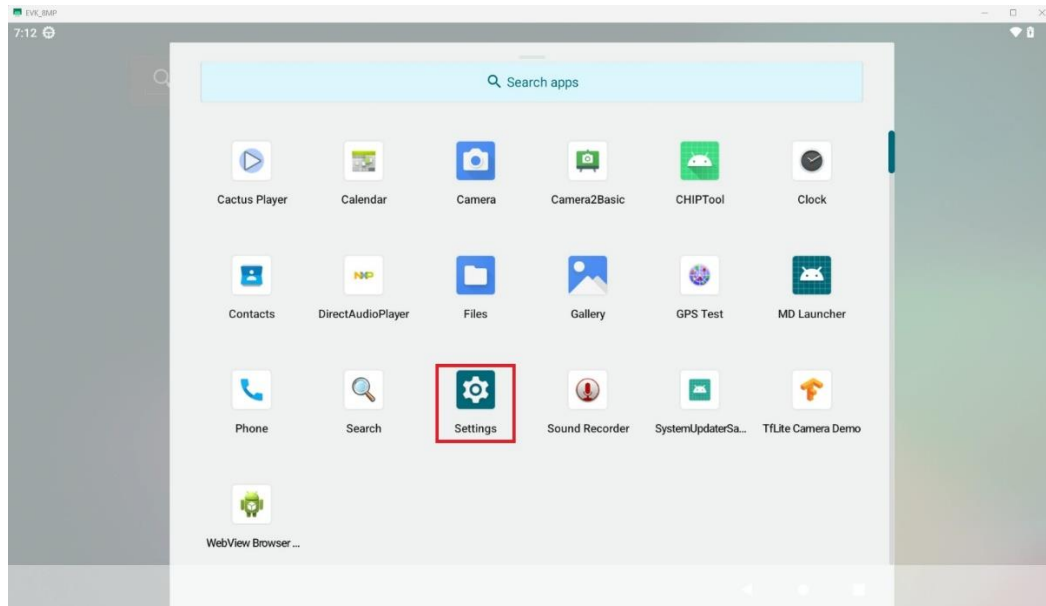 EVK_8MP
7:12
Search apps
Cactus Player
Calendar
Camera
Camera2Basic
CHIPTool
Clock
NXP
Contacts
DirectAudioPlayer
Files
Gallery
GPS Test
MD Launcher
Phone
Search
Settings
Sound Recorder
SystemUpdaterSa...
TfLite Camera Demo
WebView Browser ...